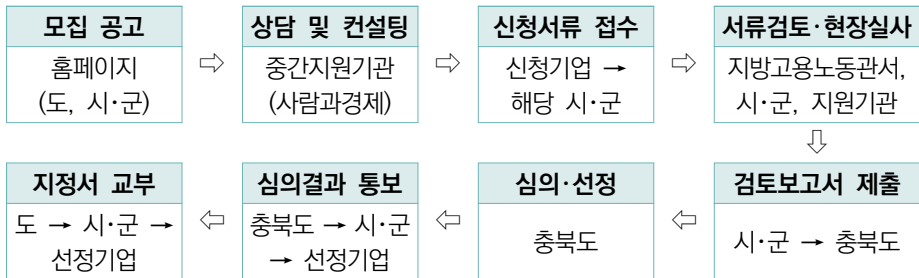 모집 공고
홈페이지
(도, 시·군)
⇨
상담 및 컨설팅
중간지원기관
(사람과경제)
⇨
신청서류 접수
신청기업 →
해당 시·군
⇨
서류검토·현장실사
지방고용노동관서,
시·군, 지원기관
⇩
검토보고서 제출
시·군 → 충북도
⇦
심의·선정
충북도
⇦
심의결과 통보
충북도 → 시·군
→ 선정기업
⇦
지정서 교부
도 → 시·군 →
선정기업